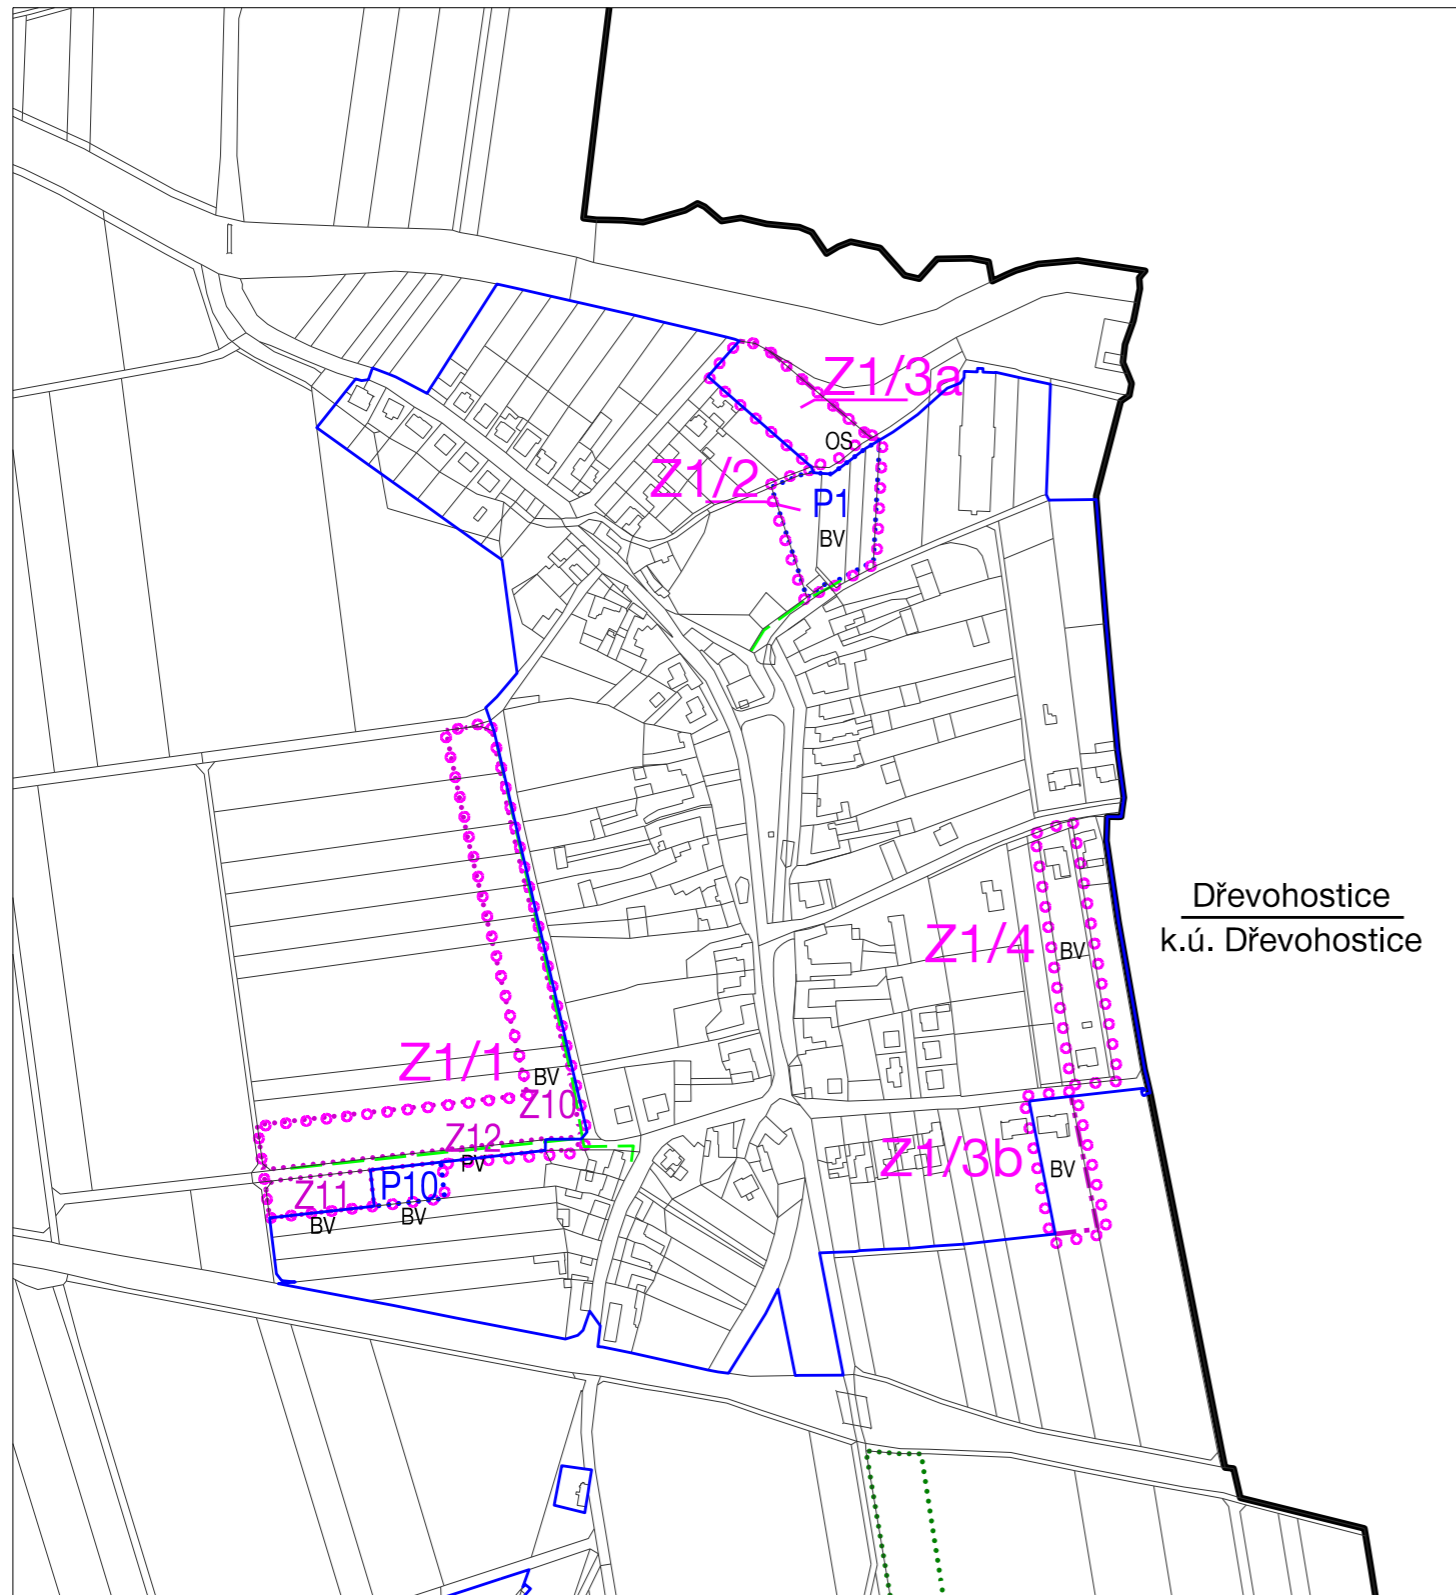 Z1/3a
OS
Z1/2
P1
BV
Dřevohostice
k.ú. Dřevohostice
Z1/4
BV
Z1/1
BV
Z10
Z12
PV
Z1/3b
BV
Z11
P10
BV
BV